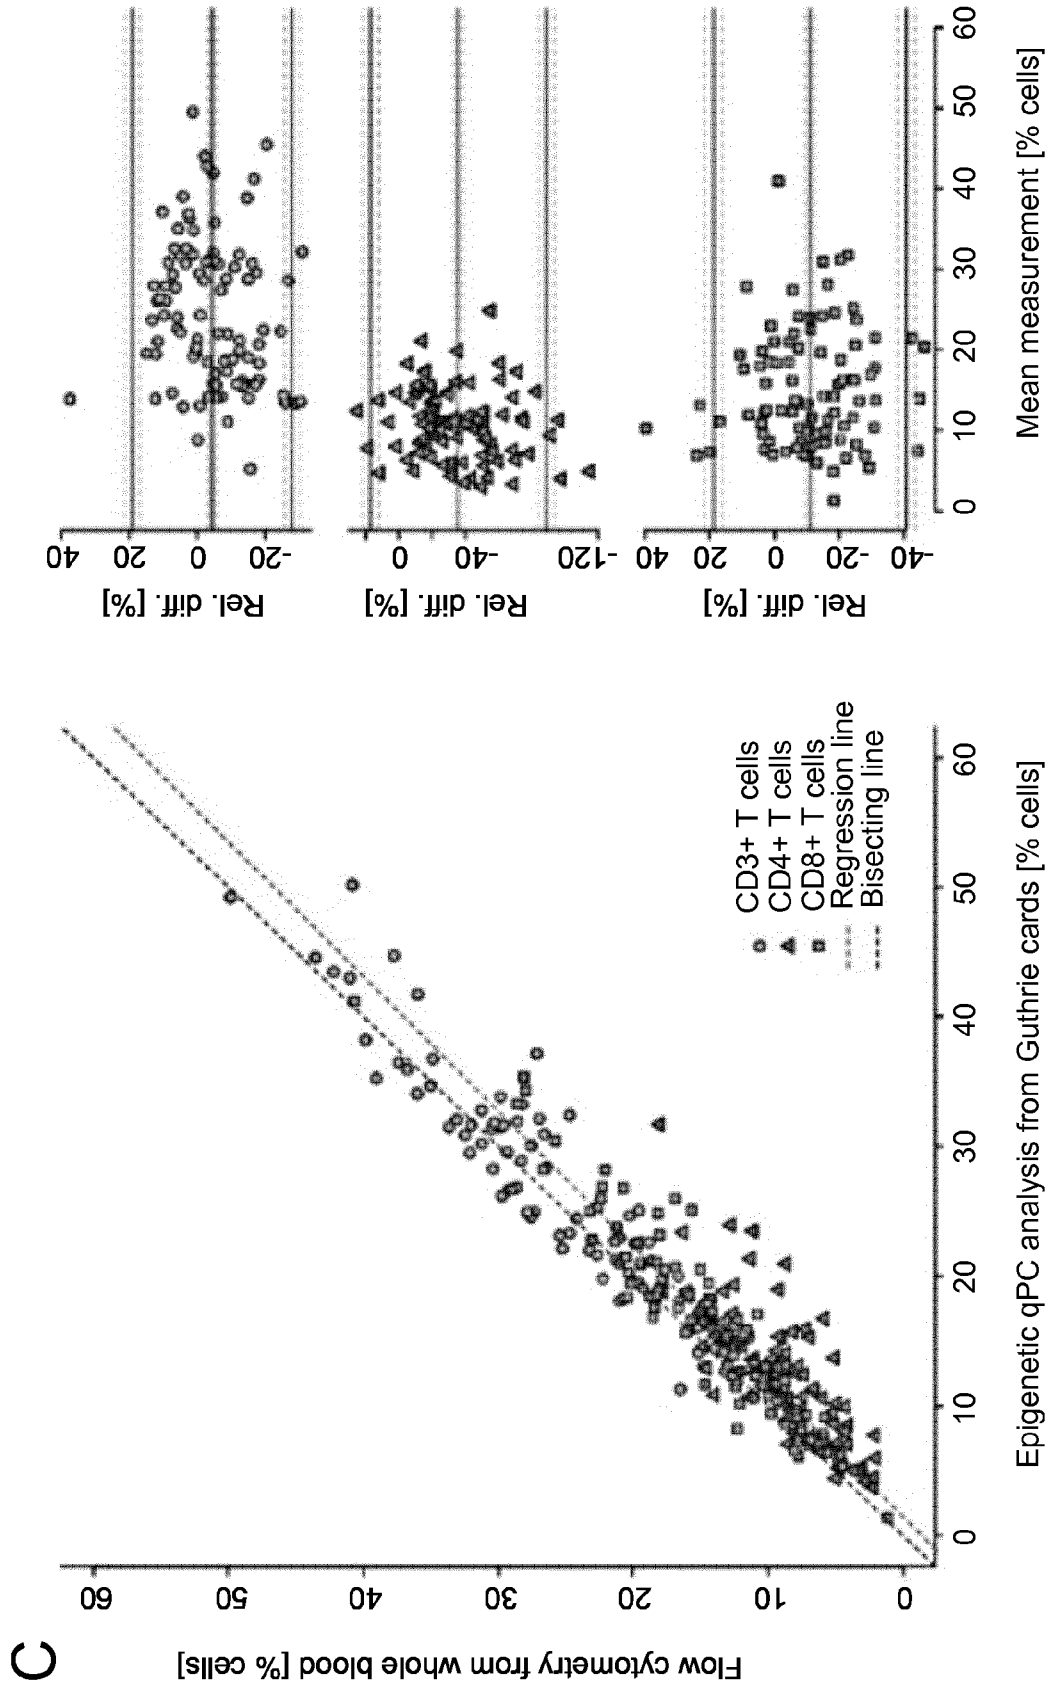 C
Flow cytometry from whole blood [% cells]
60
50
40
30
20
10
0
CD3+ T cells
CD4+ T cells
CD8+ T cells
Regression line
Bisecting line
0
10
20
30
40
50
60
Epigenetic qPC analysis from Guthrie cards [% cells]
Rel. diff. [%]
40
20
0
-20
Rel. diff. [%]
0
-40
-120
Rel. diff. [%]
40
20
0
-20
-40
0
10
20
30
40
50
60
Mean measurement [% cells]